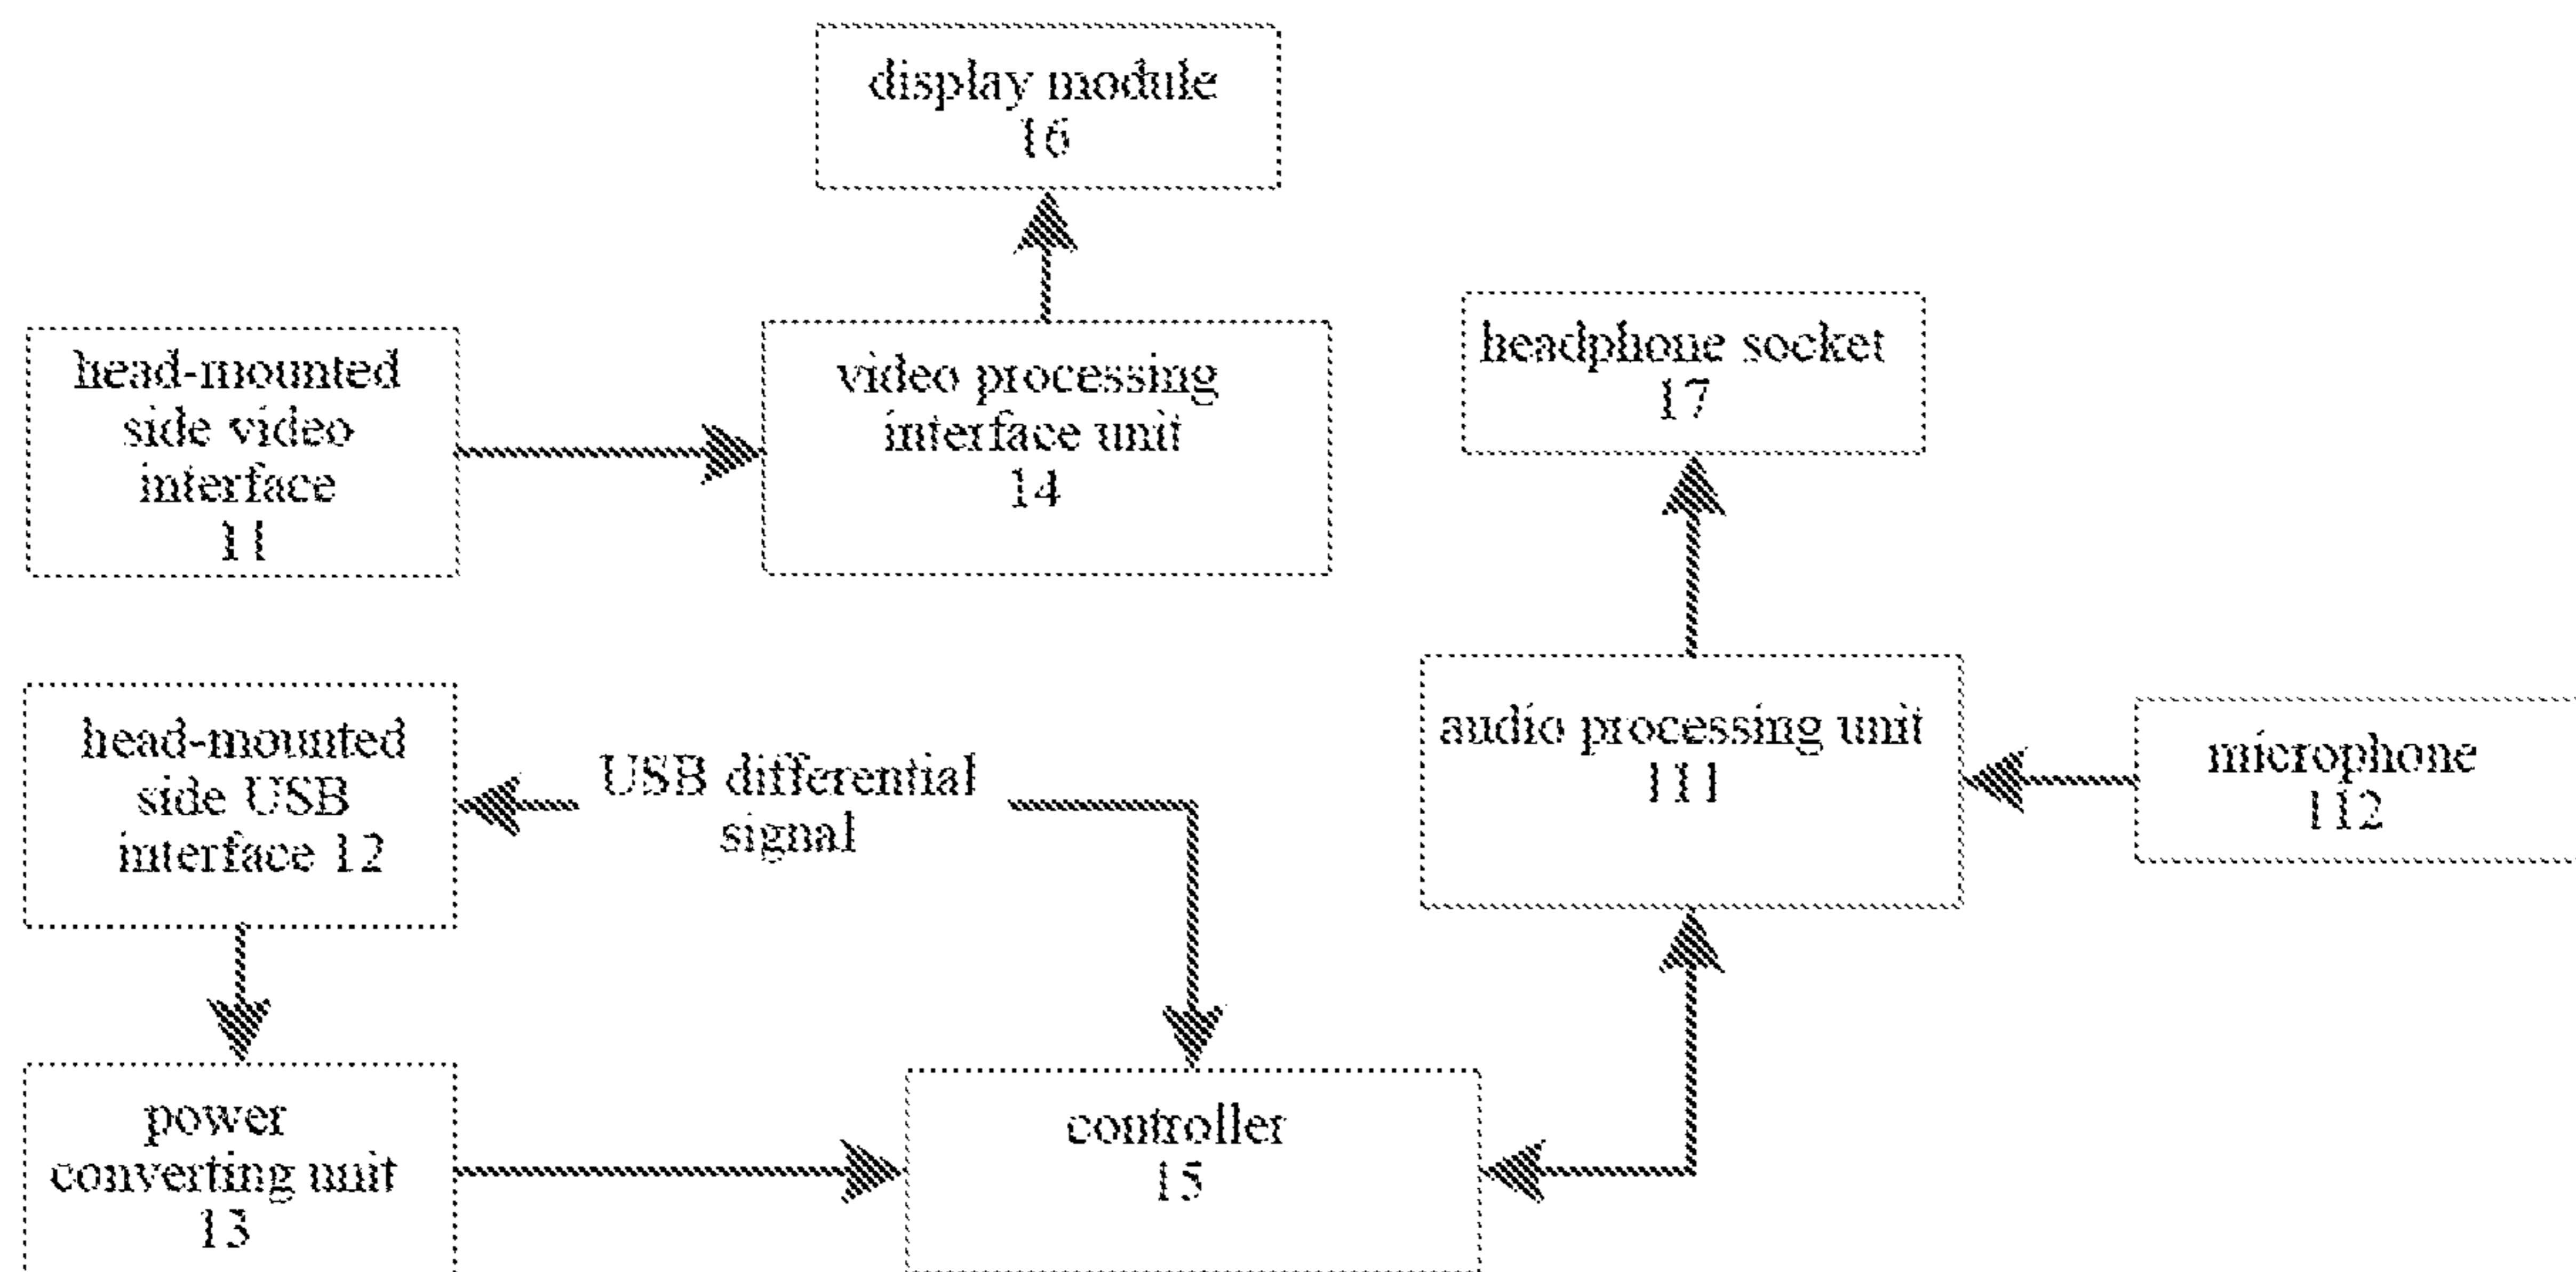 display module
16
head-mounted
side video
interface
11
video processing
interface unit
14
headphone socket
17
head-mounted
side USB
interface 12
USB differential
signal
audio processing unit
111
microphone
112
power
converting unit
13
controller
15